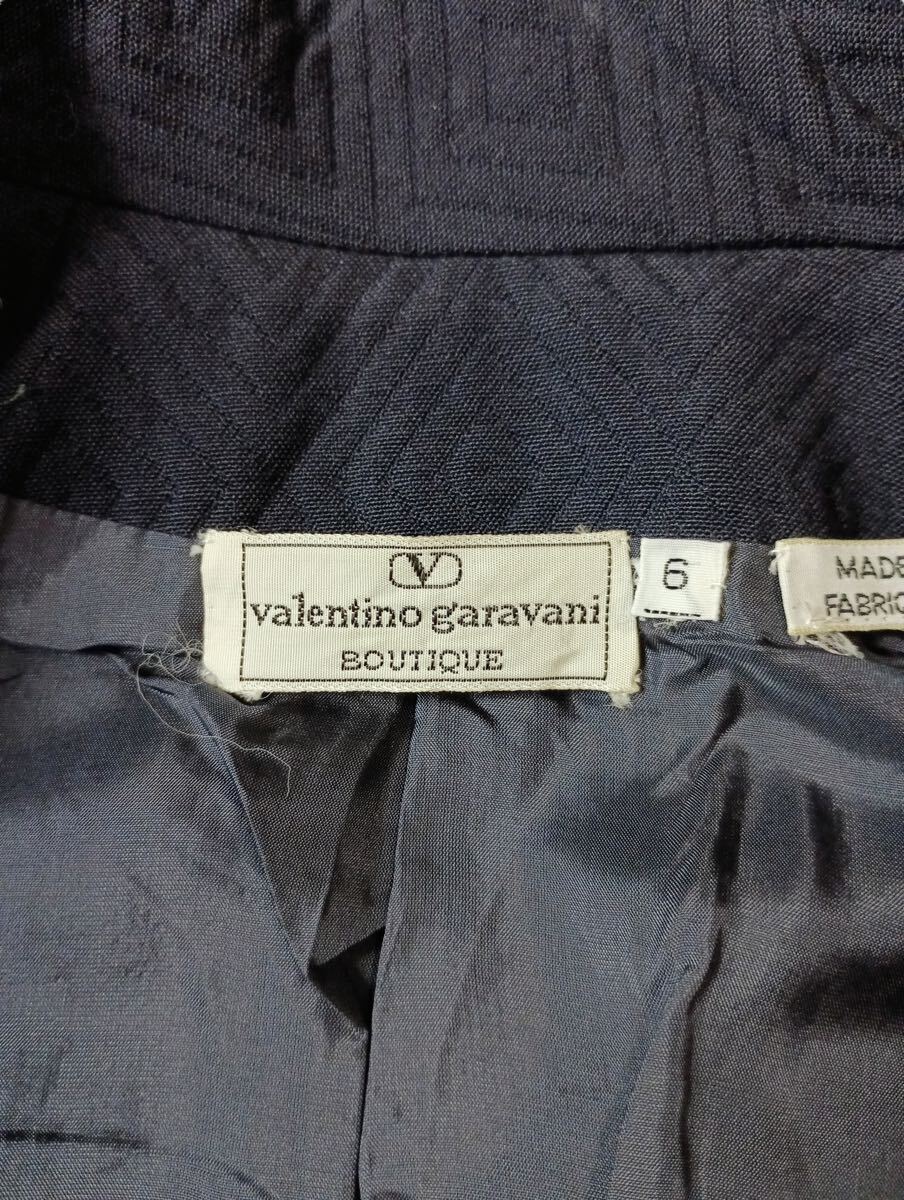 V
valentino garavani
BOUTIQUE
6
MADE
FABRIC